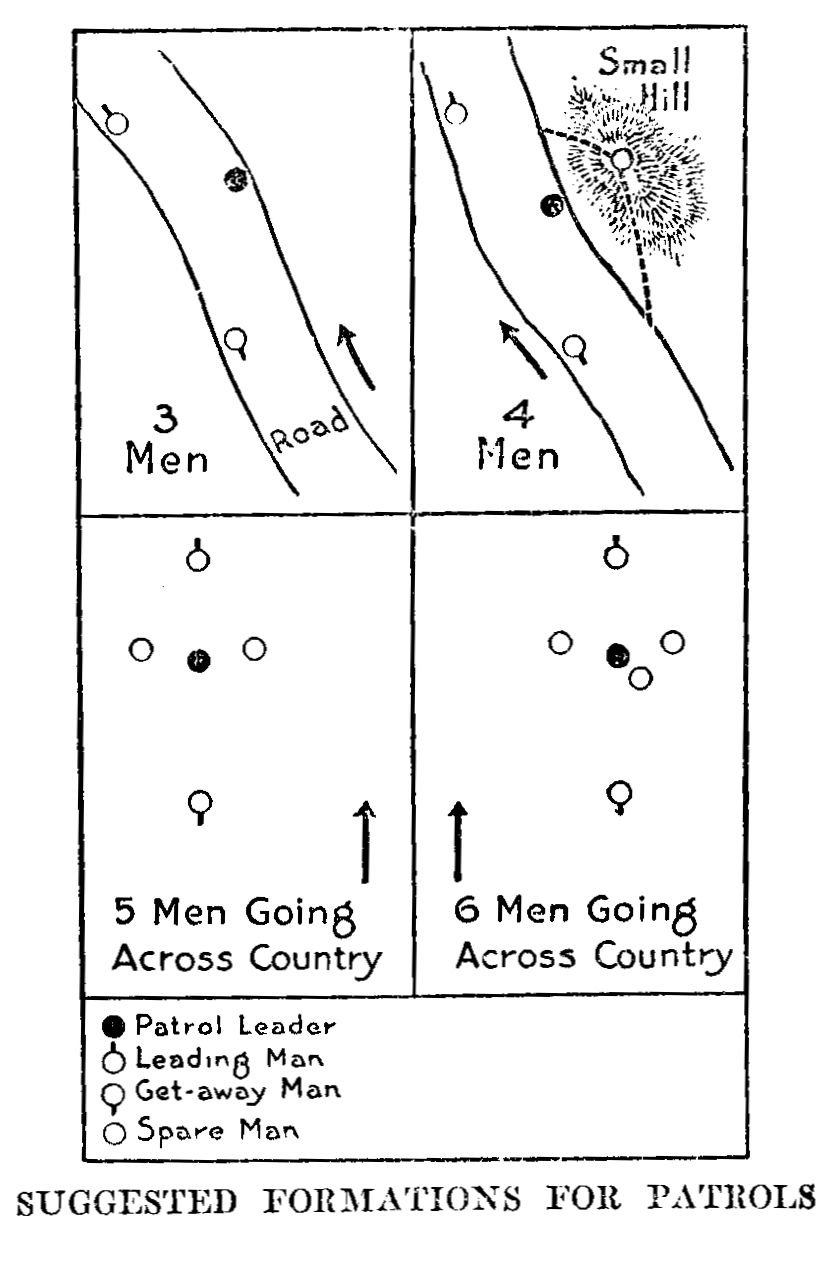 Small
Hill
3
Men
Road
4
Men
5 Men Going
Across Country
6 Men Going
Across Country
Patrol Leader
Leading Man
Get-away Man
Spare Man
SUGGESTED FORMATIONS FOR PATROLS